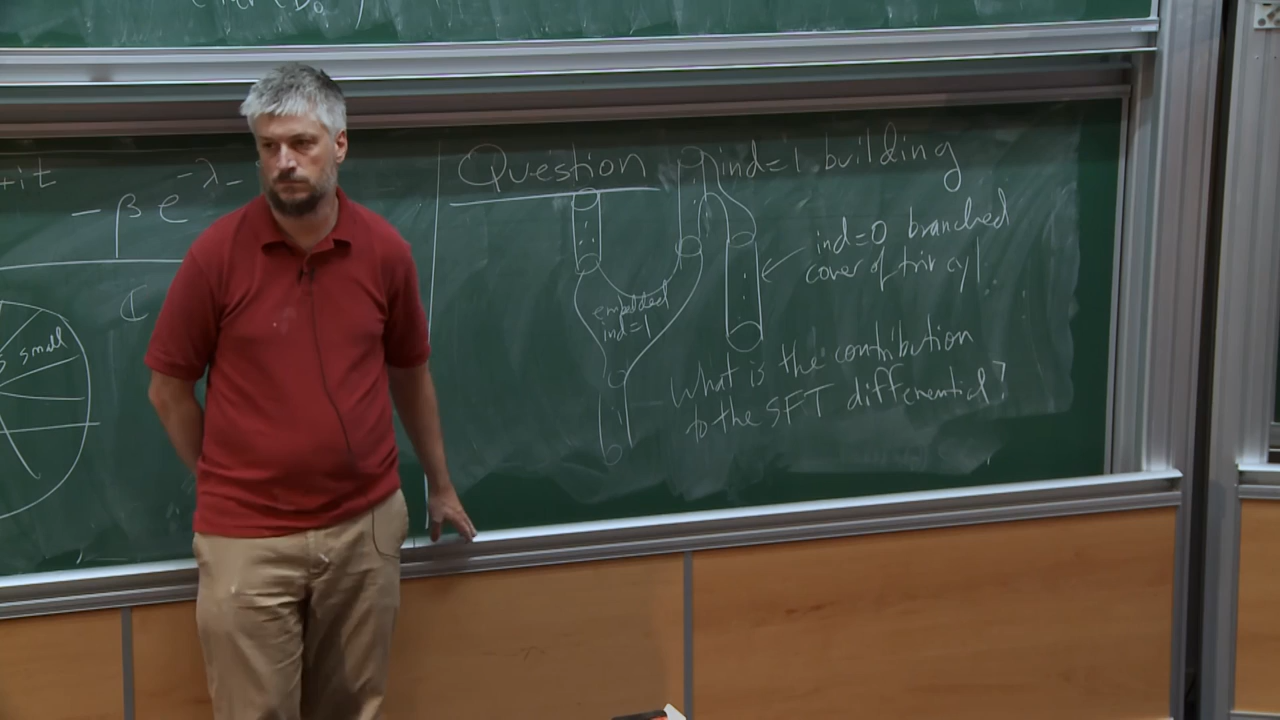 +it
- β e^-λ-
ℂ
small
Question
ind=1 building
ind=0 branched
cover of triv cyl
embedded
ind=1
What is the contribution
to the SFT differential?